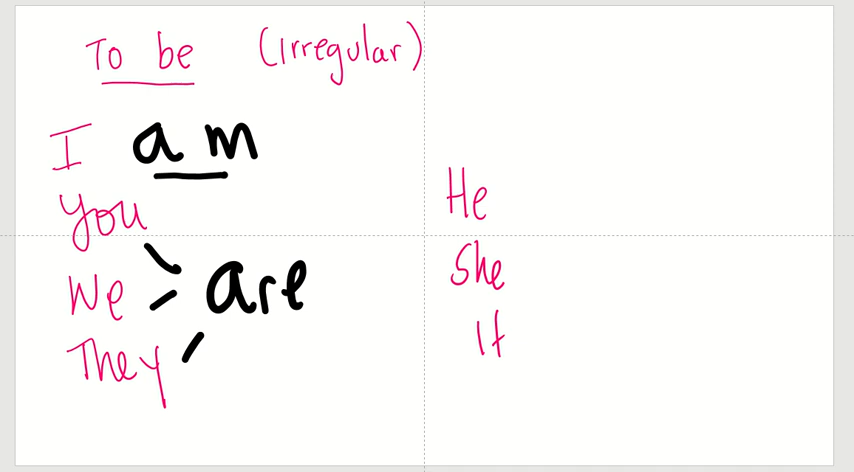 To be (Irregular)
I am
You
We are
They
He
She
It